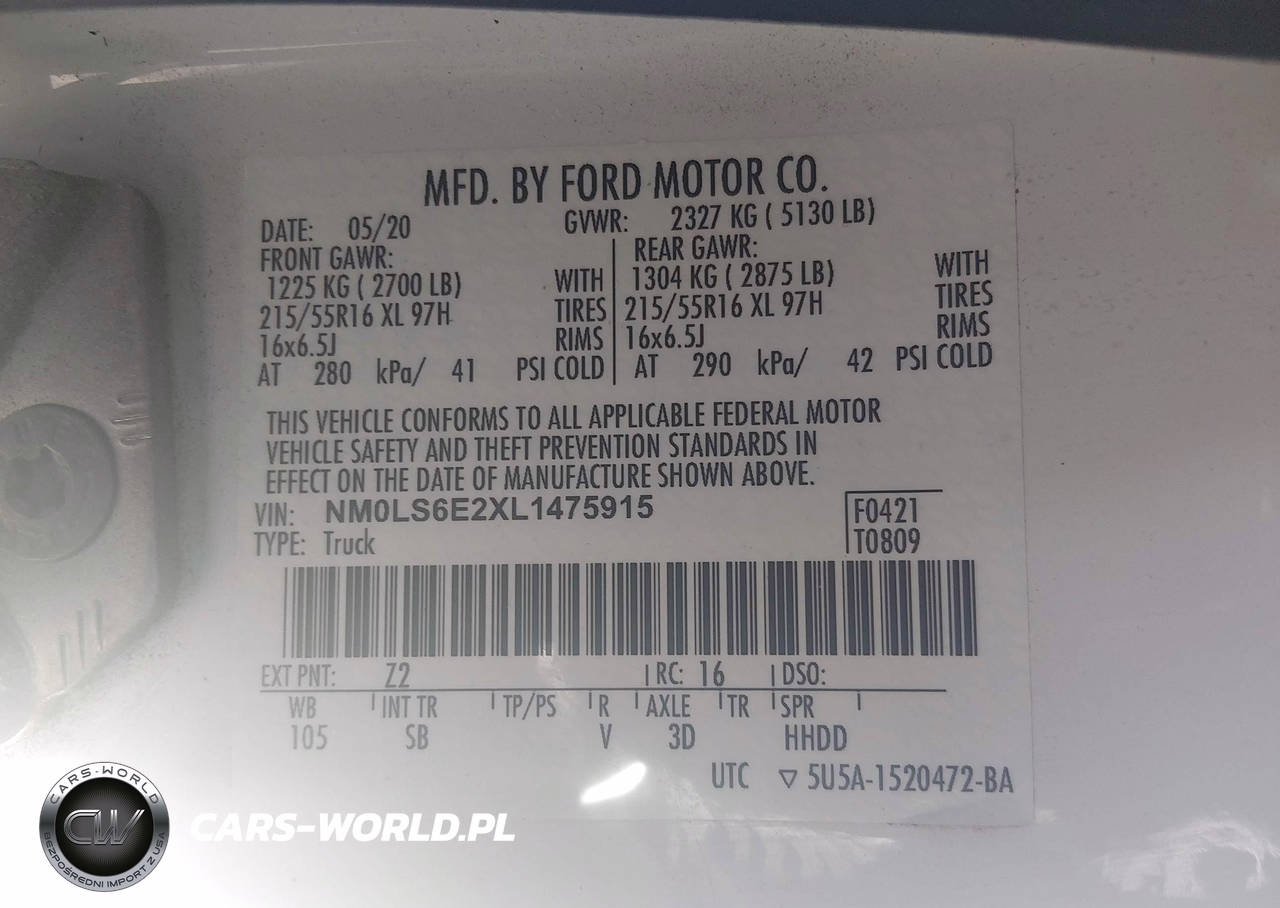 MFD. BY FORD MOTOR CO.
DATE: 05/20 GVWR: 2327 KG ( 5130 LB)
FRONT GAWR: REAR GAWR:
1225 KG ( 2700 LB) WITH 1304 KG ( 2875 LB) WITH
215/55R16 XL 97H TIRES 215/55R16 XL 97H TIRES
16x6.5J RIMS 16x6.5J RIMS
AT 280 kPa/ 41 PSI COLD AT 290 kPa/ 42 PSI COLD
THIS VEHICLE CONFORMS TO ALL APPLICABLE FEDERAL MOTOR
VEHICLE SAFETY AND THEFT PREVENTION STANDARDS IN
EFFECT ON THE DATE OF MANUFACTURE SHOWN ABOVE.
VIN: NM0LS6E2XL1475915 F0421
TYPE: Truck T0809
EXT PNT: Z2 RC: 16 DSO:
WB INT TR TP/PS R AXLE TR SPR
105 SB V 3D HHDD
UTC ▽ 5U5A-1520472-BA
CARS-WORLD
CW
BEZPOŚREDNI IMPORT Z USA
CARS-WORLD.PL